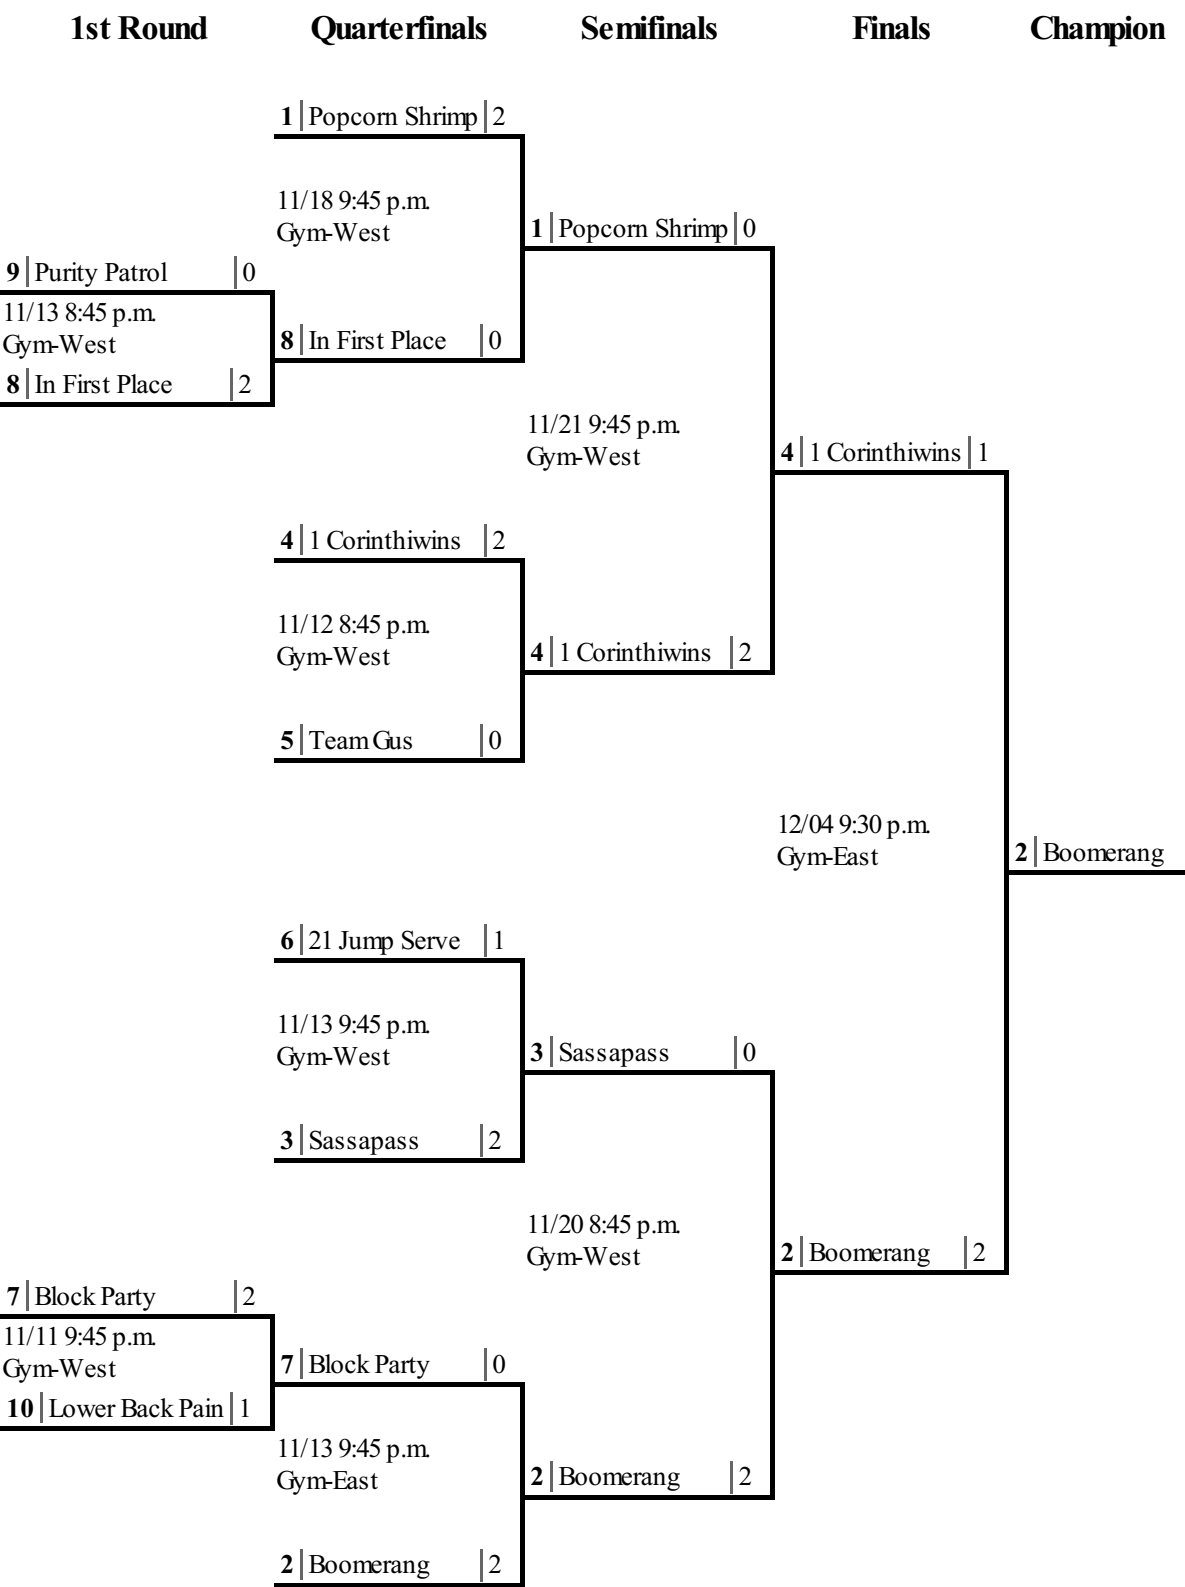 1st Round Quarterfinals Semifinals Finals Champion
1 Popcorn Shrimp 2
11/18 9:45 p.m.
Gym-West
1 Popcorn Shrimp 0
9 Purity Patrol 0
11/13 8:45 p.m.
Gym-West
8 In First Place 0
8 In First Place 2
11/21 9:45 p.m.
Gym-West
4 1 Corinthiwins 1
4 1 Corinthiwins 2
11/12 8:45 p.m.
Gym-West
4 1 Corinthiwins 2
5 Team Gus 0
12/04 9:30 p.m.
Gym-East
2 Boomerang
6 21 Jump Serve 1
11/13 9:45 p.m.
Gym-West
3 Sassapass 0
3 Sassapass 2
11/20 8:45 p.m.
Gym-West
2 Boomerang 2
7 Block Party 2
11/11 9:45 p.m.
Gym-West
7 Block Party 0
10 Lower Back Pain 1
11/13 9:45 p.m.
Gym-East
2 Boomerang 2
2 Boomerang 2